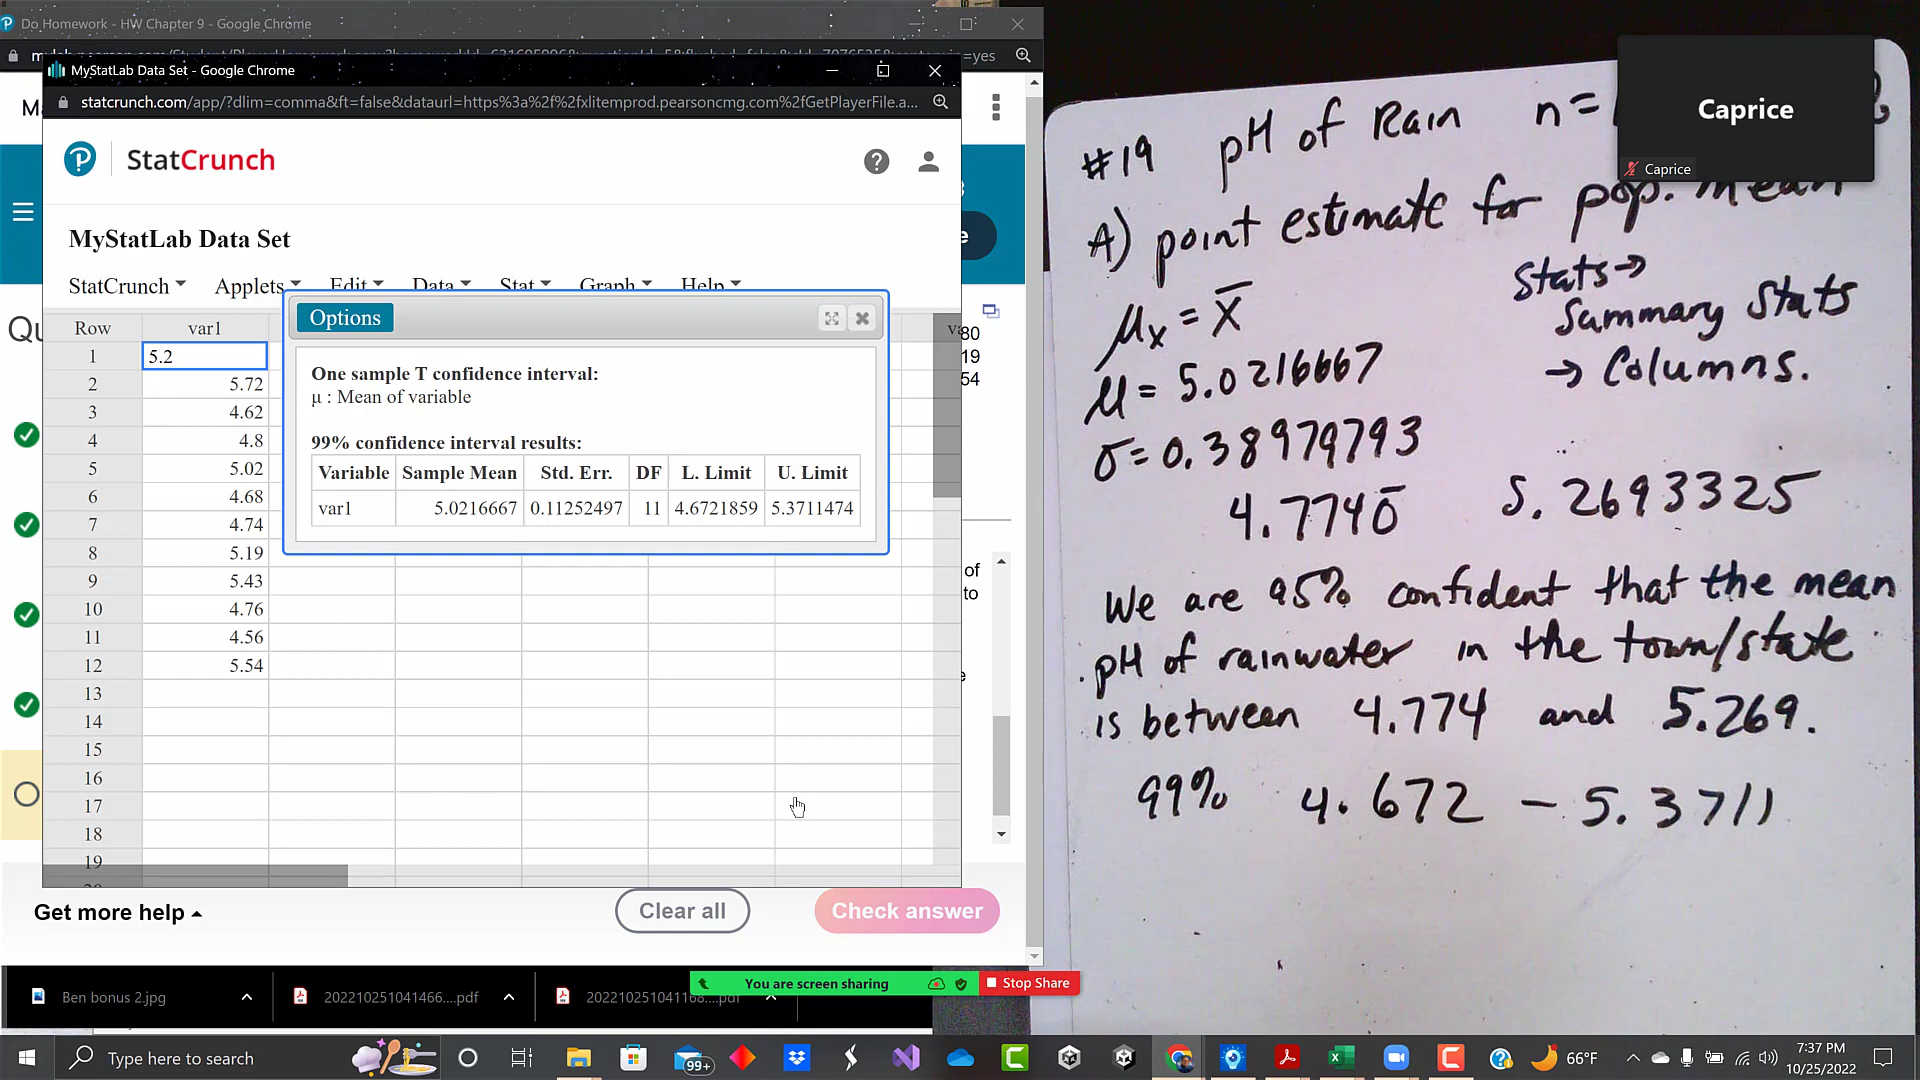 Do Homework - HW Chapter 9 - Google Chrome
MyStatLab Data Set - Google Chrome
statcrunch.com/app/?dlim=comma&ft=false&dataurl=https%3a%2f%2fxlitemprod.pearsoncmg.com%2fGetPlayerFile.a...
StatCrunch
MyStatLab Data Set
StatCrunch Applets Edit Data Stat Graph Help
Row var1
1 5.2
2 5.72
3 4.62
4 4.8
5 5.02
6 4.68
7 4.74
8 5.19
9 5.43
10 4.76
11 4.56
12 5.54
13
14
15
16
17
18
19
Options
One sample T confidence interval:
μ : Mean of variable
99% confidence interval results:
Variable Sample Mean Std. Err. DF L. Limit U. Limit
var1 5.0216667 0.11252497 11 4.6721859 5.3711474
80
19
54
of
to
Get more help
Clear all
Check answer
Ben bonus 2.jpg
202210251041466....pdf
You are screen sharing
Stop Share
Type here to search
99+
66°F
7:37 PM
10/25/2022
Caprice
Caprice
#19 pH of Rain n=
A) point estimate for pop. mean
Stats→
Summary Stats
→ Columns.
μx = x̄
μ = 5.0216667
σ = 0.38979793
4.7740 5.2693325
We are 95% confident that the mean
pH of rainwater in the town/state
is between 4.774 and 5.269.
99% 4.672 – 5.3711